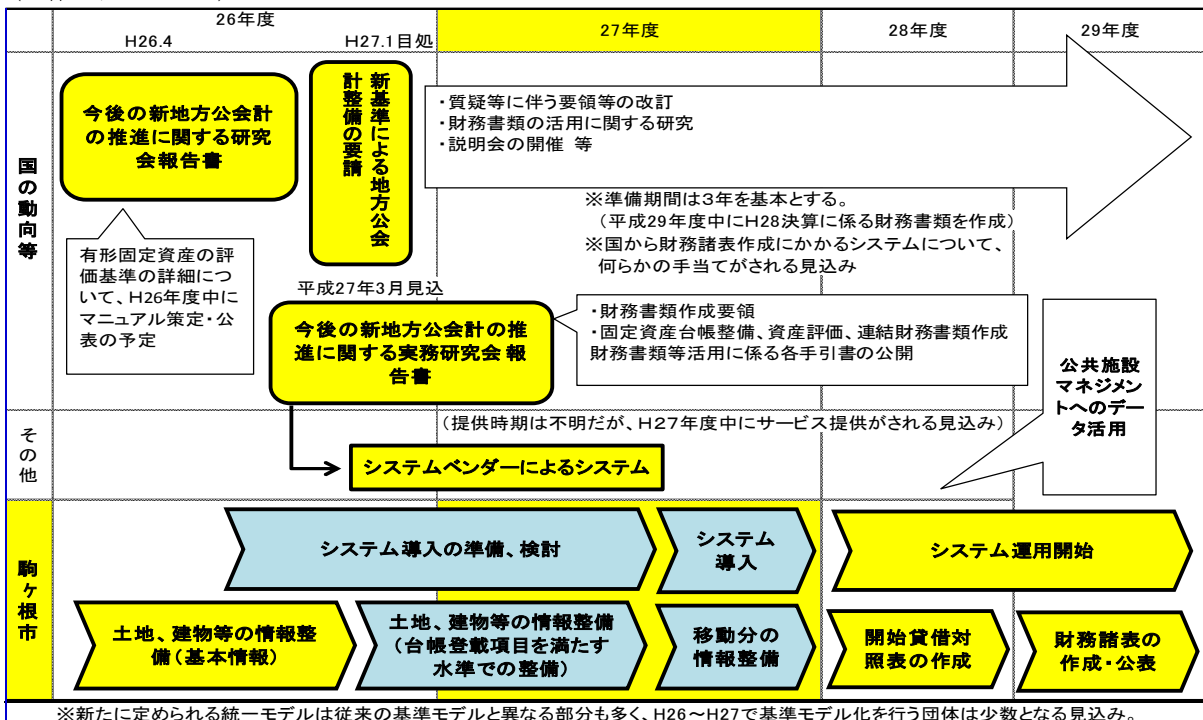 26年度
H26.4
H27.1目処
27年度
28年度
29年度
国の動向等
今後の新地方公会計
の推進に関する研究
会報告書
新基準による地方公会
計整備の要請
・質疑等に伴う要領等の改訂
・財務書類の活用に関する研究
・説明会の開催 等
※準備期間は3年を基本とする。
（平成29年度中にH28決算に係る財務書類を作成）
※国から財務諸表作成にかかるシステムについて、
何らかの手当てがされる見込み
有形固定資産の評
価基準の詳細につ
いて、H26年度中に
マニュアル策定・公
表の予定
平成27年3月見込
今後の新地方公会計の推
進に関する実務研究会報
告書
・財務書類作成要領
・固定資産台帳整備、資産評価、連結財務書類作成
財務書類等活用に係る各手引書の公開
公共施設
マネジメン
トへのデー
タ活用
その他
（提供時期は不明だが、H27年度中にサービス提供がされる見込み）
システムベンダーによるシステム
駒ヶ根市
システム導入の準備、検討
システム
導入
システム運用開始
土地、建物等の情報整
備（基本情報）
土地、建物等の情報整備
（台帳登載項目を満たす
水準での整備）
移動分の
情報整備
開始貸借対
照表の作成
財務諸表の
作成・公表
※新たに定められる統一モデルは従来の基準モデルと異なる部分も多く、H26～H27で基準モデル化を行う団体は少数となる見込み。